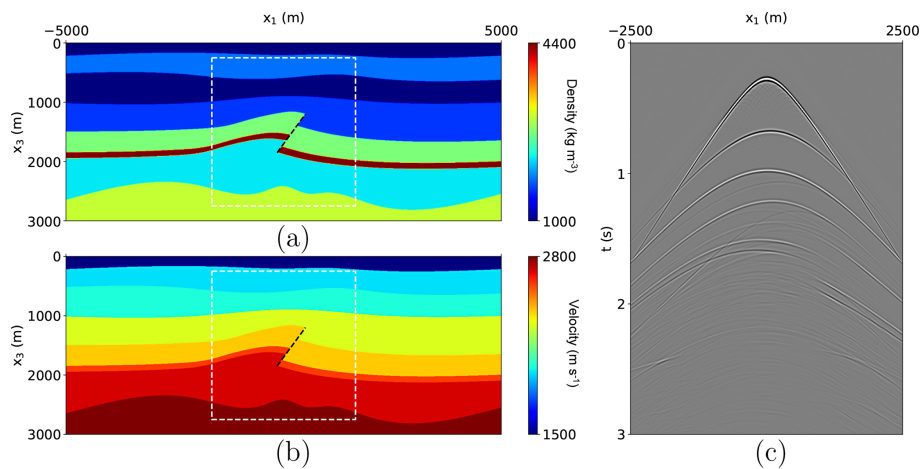 x₁ (m)
−5000 5000
0
1000
2000
3000
x₃ (m)
4400
Density (kg m⁻³)
1000
(a)
0
1000
2000
3000
x₃ (m)
2800
Velocity (m s⁻¹)
1500
(b)
x₁ (m)
−2500 2500
0
1
2
3
t (s)
(c)